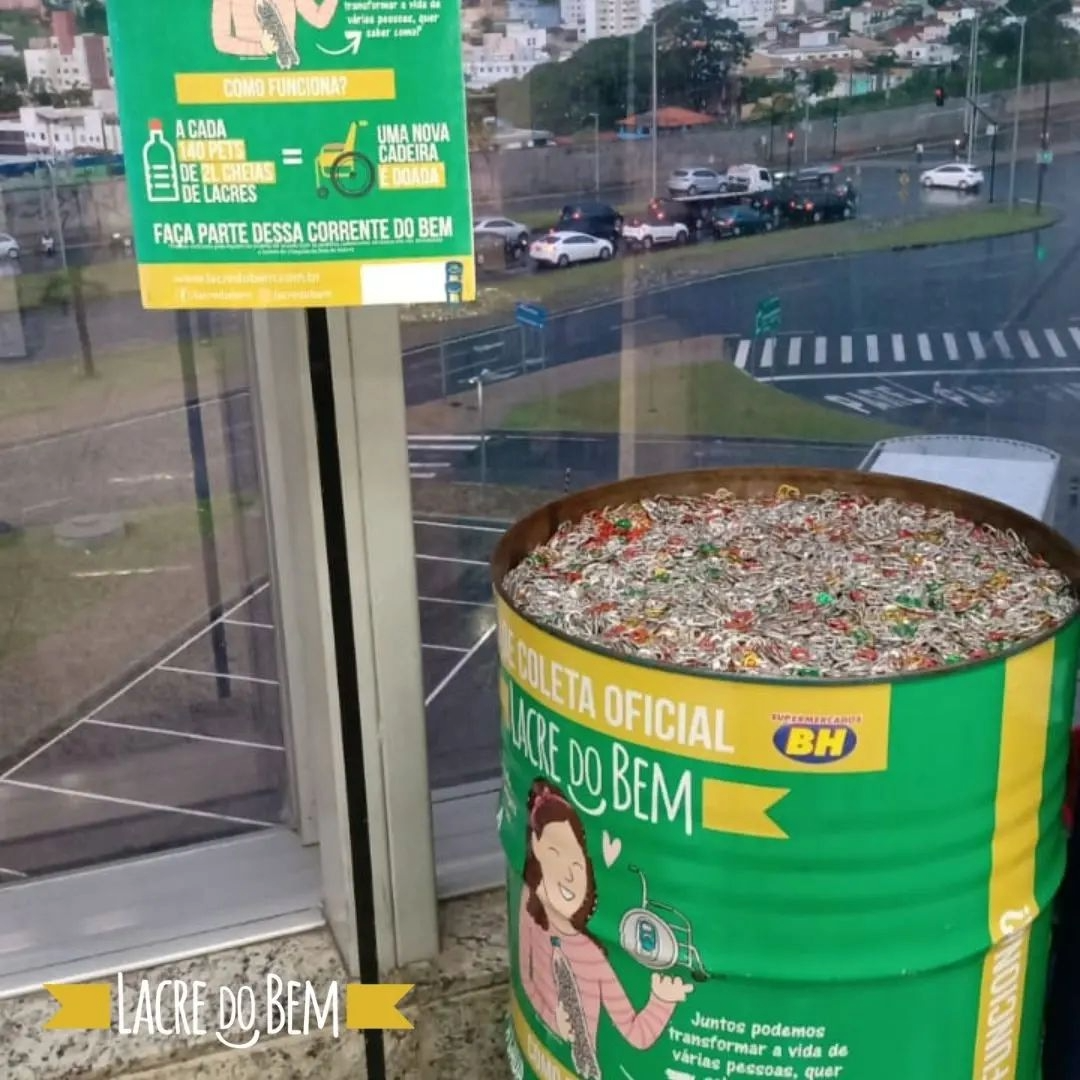 transformar a vida de
várias pessoas, quer
saber como?
COMO FUNCIONA?
A CADA
140 PETS
DE 2L CHEIAS
DE LACRES
=
UMA NOVA
CADEIRA
É DOADA
FAÇA PARTE DESSA CORRENTE DO BEM
www.lacredobem.com.br
/lacredobem lacredobem
PARE
DE COLETA OFICIAL
SUPERMERCADOS
BH
LACRE DO BEM
Juntos podemos
transformar a vida de
várias pessoas, quer
LACRE DO BEM